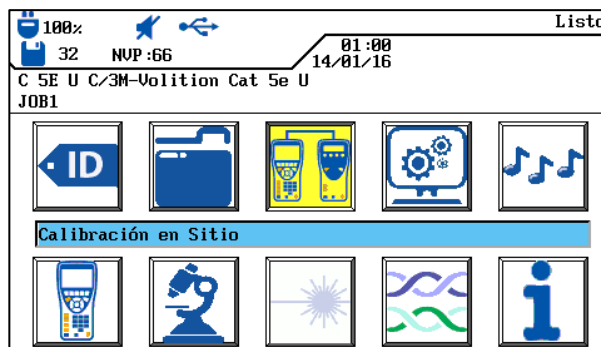 100% Listo
32 NVP:66 01:00
14/01/16
C 5E U C/3M-Volition Cat 5e U
JOB1
ID
Calibración en Sitio